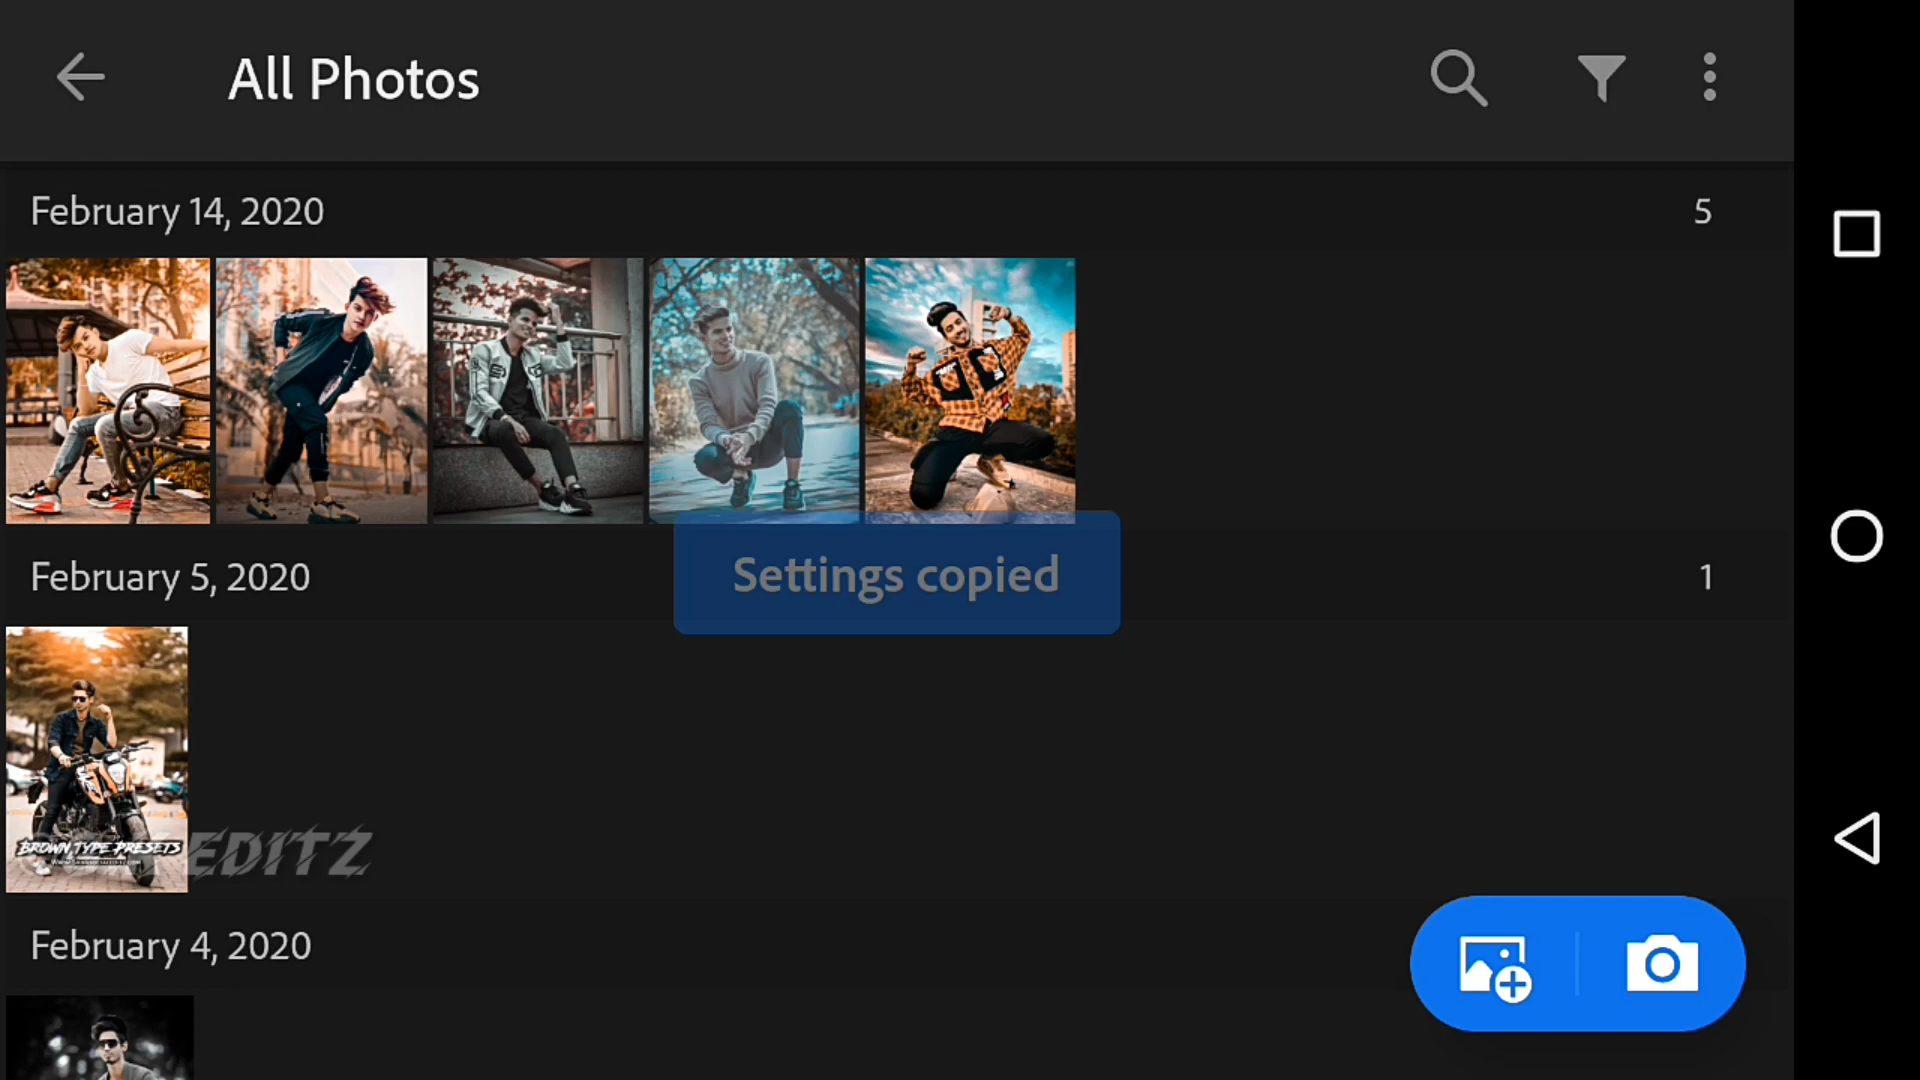 All Photos
February 14, 2020
5
February 5, 2020
1
Settings copied
BROWN TYPE PRESETS
EDITZ
February 4, 2020